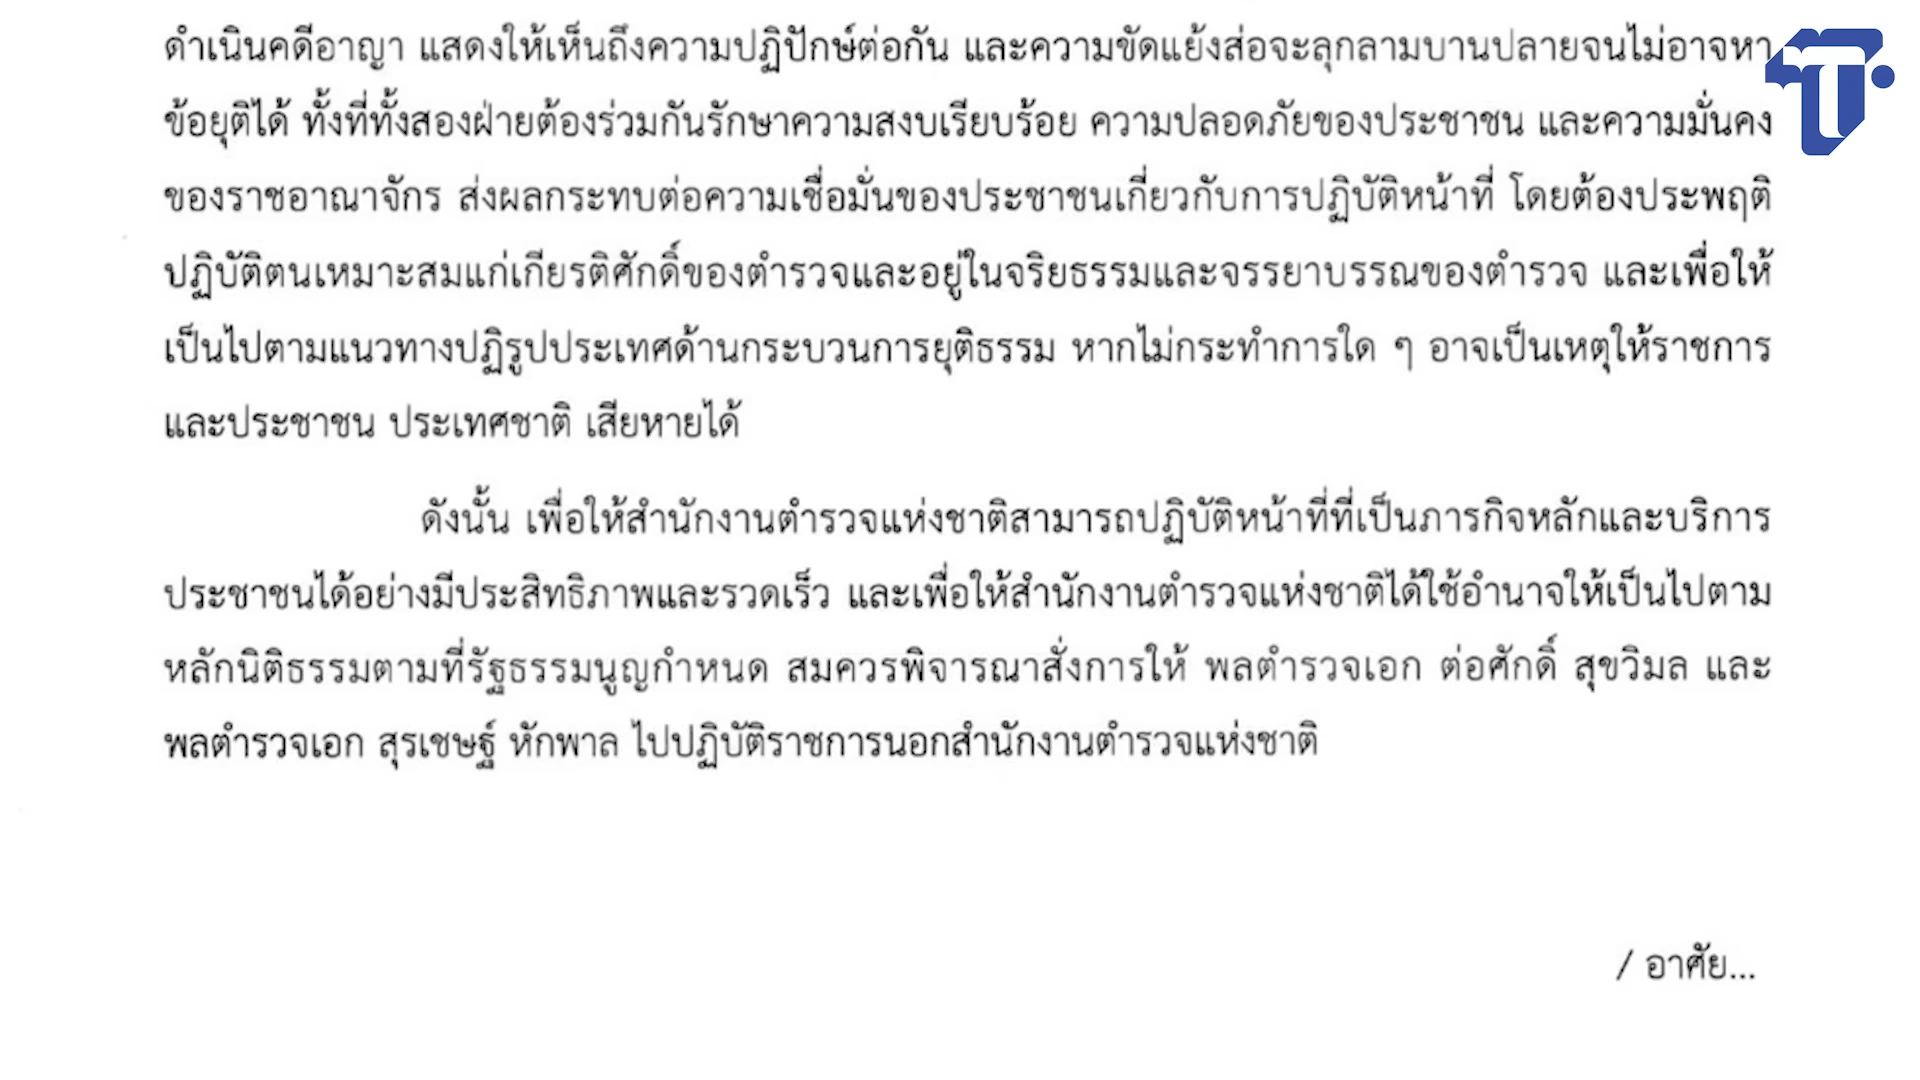 ดำเนินคดีอาญา แสดงให้เห็นถึงความปฏิปักษ์ต่อกัน และความขัดแย้งส่อจะลุกลามบานปลายจนไม่อาจหา
ข้อยุติได้ ทั้งที่ทั้งสองฝ่ายต้องร่วมกันรักษาความสงบเรียบร้อย ความปลอดภัยของประชาชน และความมั่นคง
ของราชอาณาจักร ส่งผลกระทบต่อความเชื่อมั่นของประชาชนเกี่ยวกับการปฏิบัติหน้าที่ โดยต้องประพฤติ
ปฏิบัติตนเหมาะสมแก่เกียรติศักดิ์ของตำรวจและอยู่ในจริยธรรมและจรรยาบรรณของตำรวจ และเพื่อให้
เป็นไปตามแนวทางปฏิรูปประเทศด้านกระบวนการยุติธรรม หากไม่กระทำการใด ๆ อาจเป็นเหตุให้ราชการ
และประชาชน ประเทศชาติ เสียหายได้
ดังนั้น เพื่อให้สำนักงานตำรวจแห่งชาติสามารถปฏิบัติหน้าที่ที่เป็นภารกิจหลักและบริการ
ประชาชนได้อย่างมีประสิทธิภาพและรวดเร็ว และเพื่อให้สำนักงานตำรวจแห่งชาติได้ใช้อำนาจให้เป็นไปตาม
หลักนิติธรรมตามที่รัฐธรรมนูญกำหนด สมควรพิจารณาสั่งการให้ พลตำรวจเอก ต่อศักดิ์ สุขวิมล และ
พลตำรวจเอก สุรเชษฐ์ หักพาล ไปปฏิบัติราชการนอกสำนักงานตำรวจแห่งชาติ
/ อาศัย...